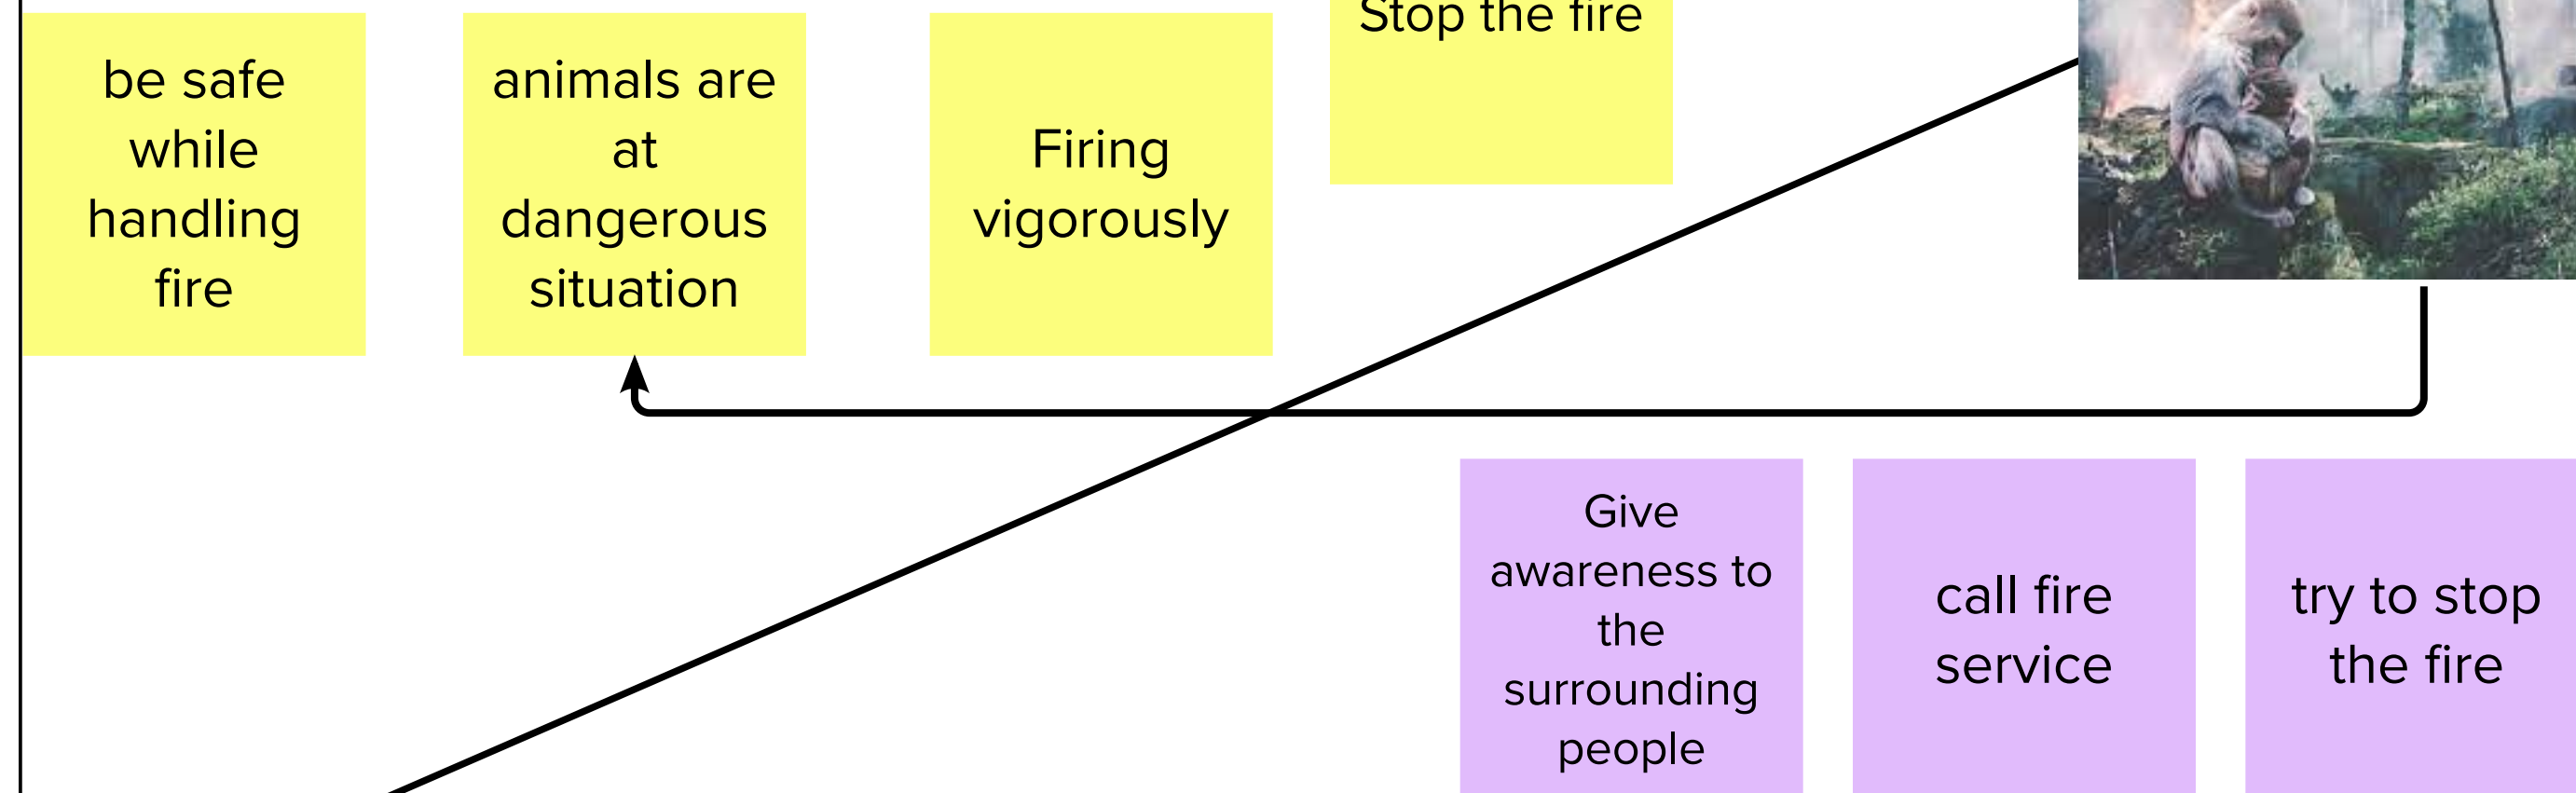 be safe
while
handling
fire
animals are
at
dangerous
situation
Firing
vigorously
Stop the fire
Give
awareness to
the
surrounding
people
call fire
service
try to stop
the fire